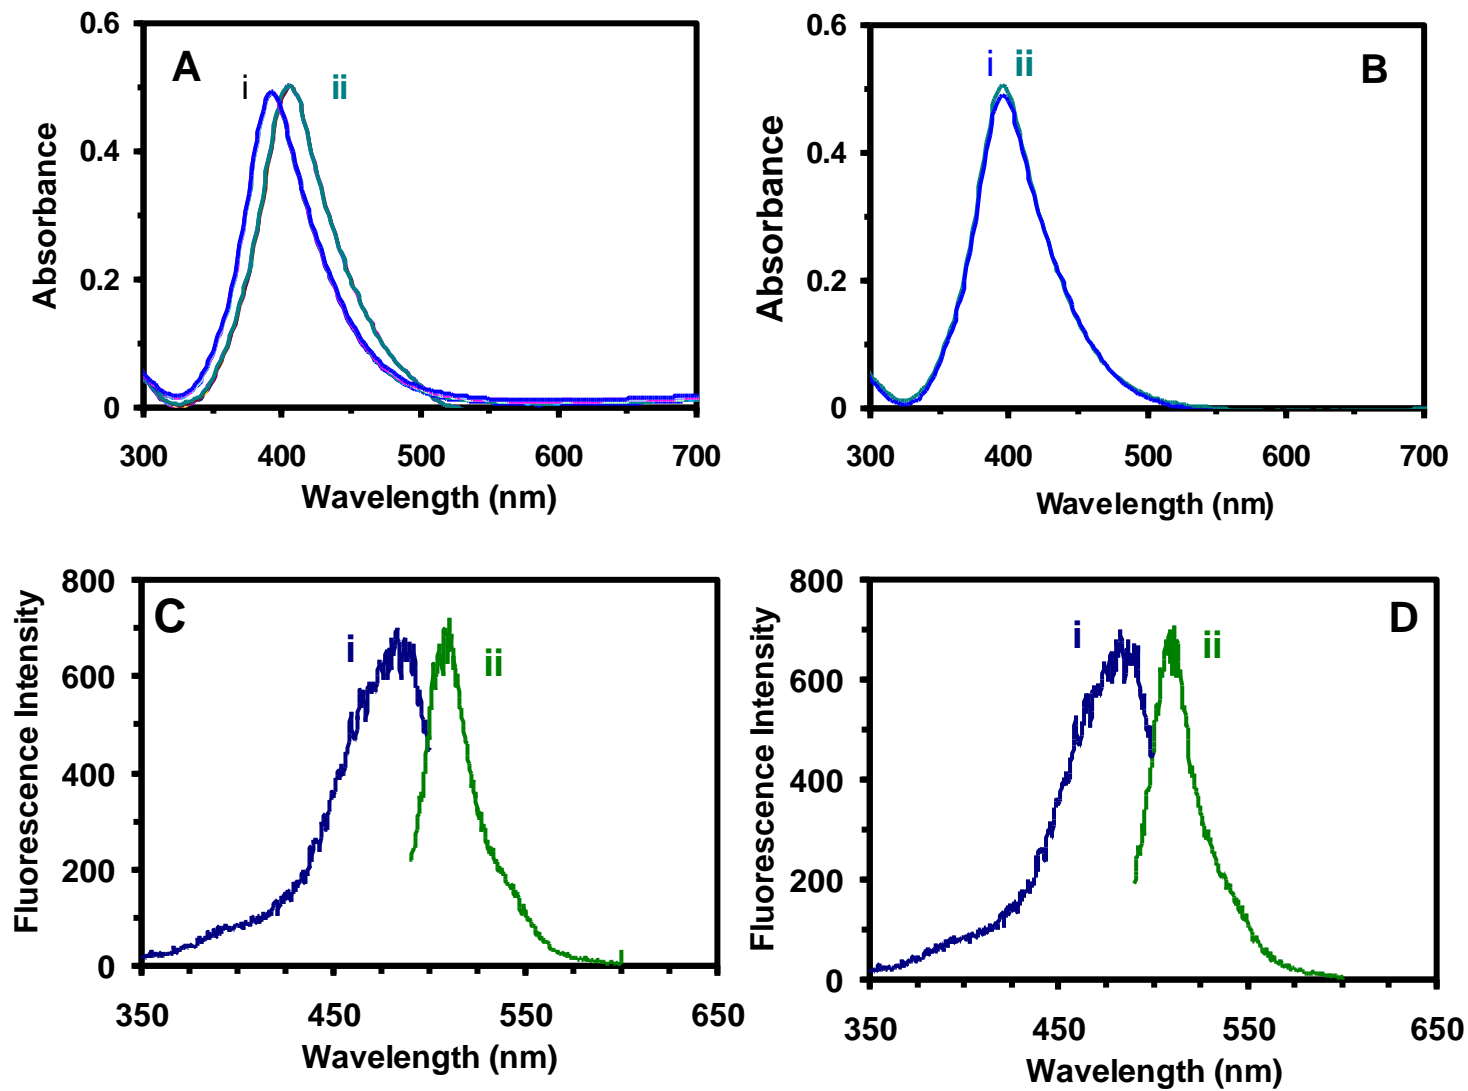 0.6
A
i
ii
0.4
0.2
0
300
400
500
600
700
Absorbance
Wavelength (nm)
0.6
i ii
B
0.4
0.2
0
300
400
500
600
700
Absorbance
Wavelength (nm)
800
C
i
ii
600
400
200
0
350
450
550
650
Fluorescence Intensity
Wavelength (nm)
800
D
i
ii
600
400
200
0
350
450
550
650
Fluorescence Intensity
Wavelength (nm)